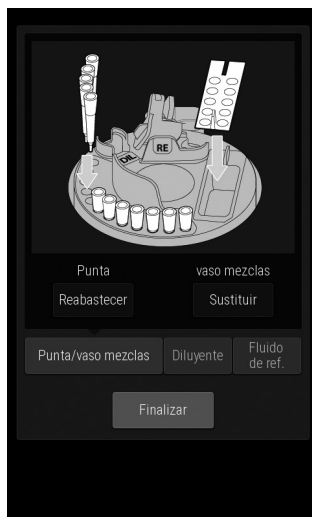 DIL
RE
Punta
vaso mezclas
Reabastecer
Sustituir
Punta/vaso mezclas
Diluyente
Fluido
de ref.
Finalizar